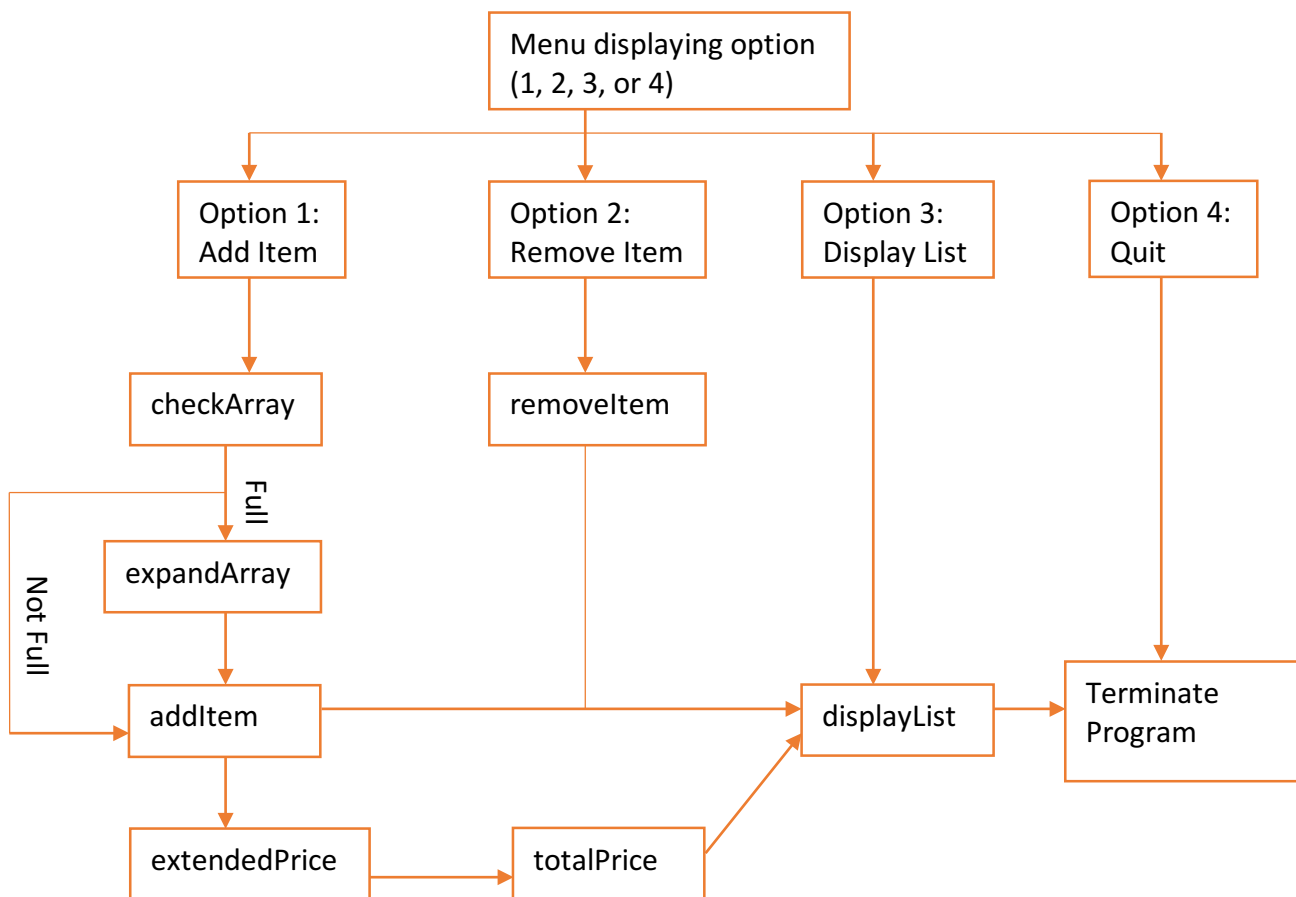 Menu displaying option
(1, 2, 3, or 4)
Option 1:
Add Item
Option 2:
Remove Item
Option 3:
Display List
Option 4:
Quit
checkArray
removeItem
Full
Not Full
expandArray
addItem
displayList
Terminate
Program
extendedPrice
totalPrice